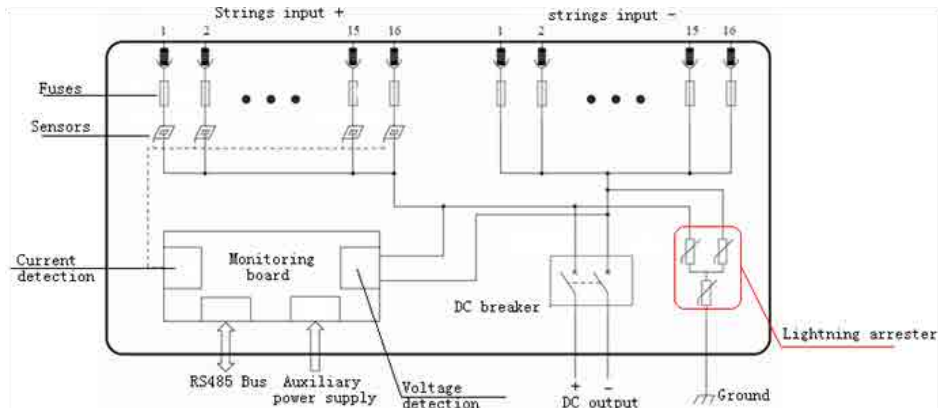 Strings input + strings input -
1 2 15 16 1 2 15 16
Fuses
Sensors
Current
detection
Monitoring
board
DC breaker
Lightning arrester
RS485 Bus
Auxiliary
power supply
Voltage
detection
+ -
DC output
Ground